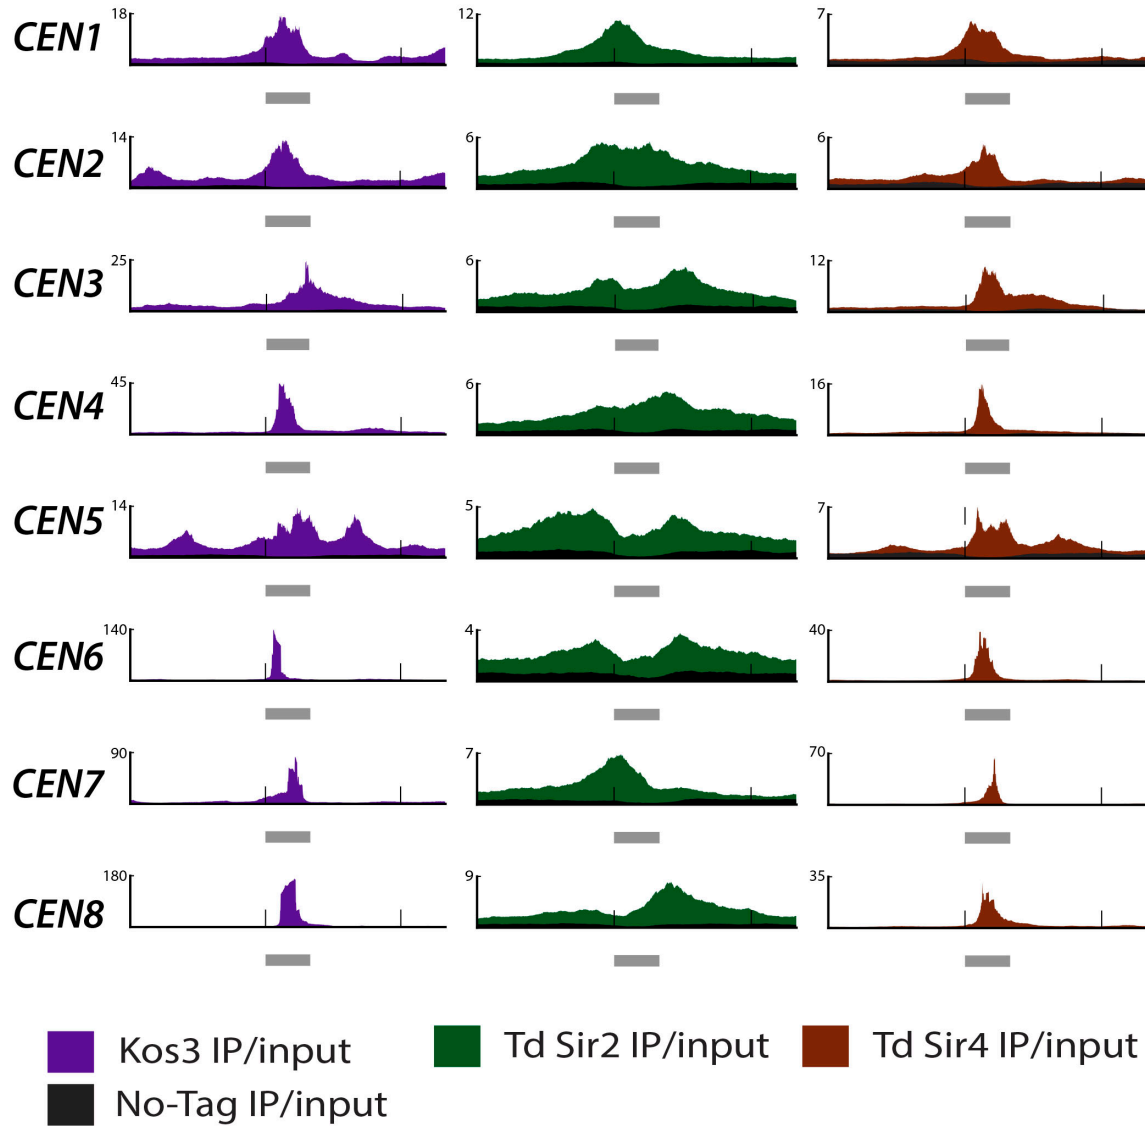 CEN1 18 12 7
CEN2 14 6 6
CEN3 25 6 12
CEN4 45 6 16
CEN5 14 5 7
CEN6 140 4 40
CEN7 90 7 70
CEN8 180 9 35
Kos3 IP/input Td Sir2 IP/input Td Sir4 IP/input
No-Tag IP/input